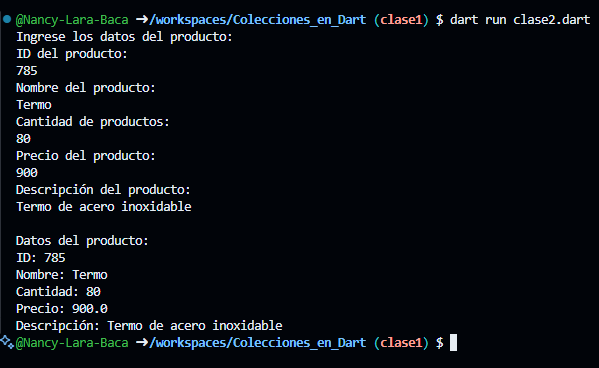 @Nancy-Lara-Baca ➜/workspaces/Colecciones_en_Dart (clase1) $ dart run clase2.dart
Ingrese los datos del producto:
ID del producto:
785
Nombre del producto:
Termo
Cantidad de productos:
80
Precio del producto:
900
Descripción del producto:
Termo de acero inoxidable

Datos del producto:
ID: 785
Nombre: Termo
Cantidad: 80
Precio: 900.0
Descripción: Termo de acero inoxidable
@Nancy-Lara-Baca ➜/workspaces/Colecciones_en_Dart (clase1) $